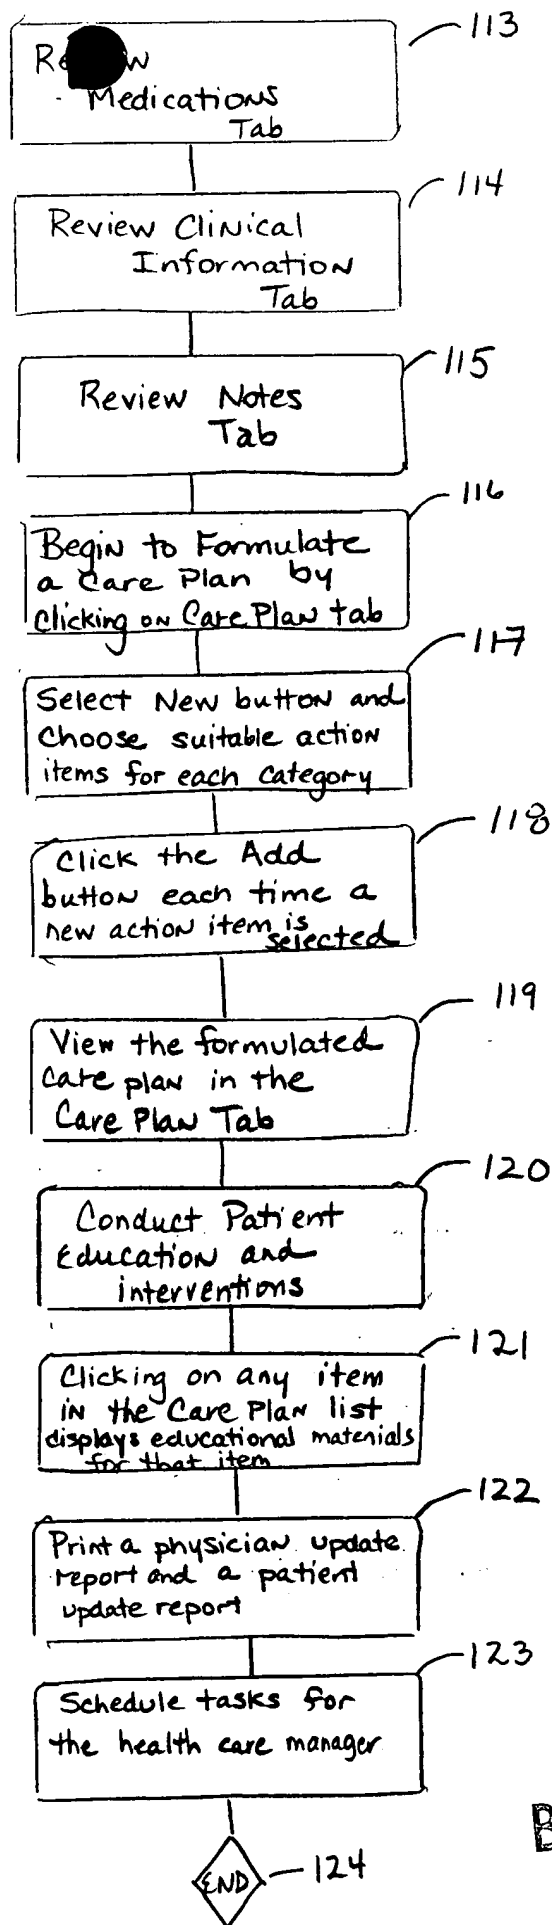 113
Medications
Tab
114
Review Clinical
Information
Tab
115
Review Notes
Tab
116
Begin to Formulate
a Care Plan by
clicking on Care Plan tab
117
Select New button and
Choose suitable action
items for each category
118
Click the Add
button each time a
new action item is
selected
119
View the formulated
care plan in the
Care Plan Tab
120
Conduct Patient
Education and
interventions
121
Clicking on any item
in the Care Plan list
displays educational materials
for that item
122
Print a physician update
report and a patient
update report
123
Schedule tasks for
the health care manager
END
124